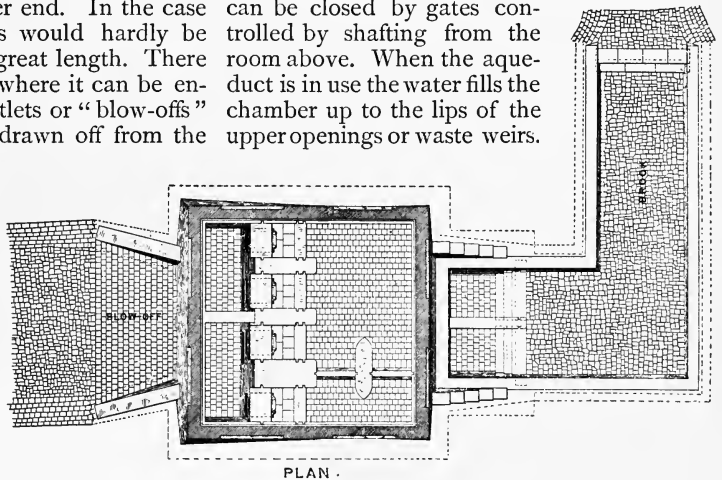 er end. In the case
s would hardly be
great length. There
where it can be en-
tlets or “ blow-offs ”
drawn off from the
can be closed by gates con-
trolled by shafting from the
room above. When the aque-
duct is in use the water fills the
chamber up to the lips of the
upper openings or waste weirs.
BROOK
BLOW-OFF
PLAN .